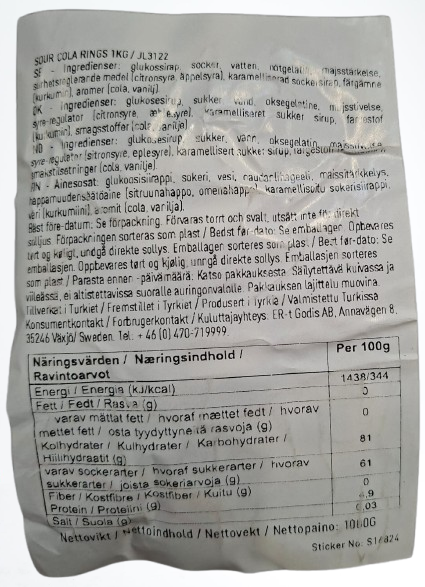 SOUR COLA RINGS 1KG / JL3122
SE - Ingredienser: glukossirap, socker, vatten, nötgelatin, majsstärkelse,
surhetsreglerande medel (citronsyra, äppelsyra), karamelliserad sockersirap, färgämne
(kurkumin), aromer (cola, vanilj).
DK - Ingredienser: glukosesirup, sukker, vand, oksegelatine, majsstivelse,
syre-regulator (citronsyre, æblesyre), karamelliseret sukker sirup, farvestof
(kurkumin), smagsstoffer (cola, vanilje).
NO - Ingredienser: glukosesirup, sukker, vann, oksegelatin,
syre-regulator (sitronsyre, eplesyre), karamellisert sukker sirup,
smakstilsetninger (cola, vanilje).
- Ainesosat: glukoosisiirappi, sokeri, vesi, naudanliivate, maissitärkkelys,
happamuudensäätöaine (sitruunahappo, omenahappo), karamellisoitu sokerisiirappi,
väri (kurkumiini), aromit (cola, vanilja).
Bäst före-datum: Se förpackning. Förvaras torrt och svalt, utsätt inte för direkt
solljus. Förpackningen sorteras som plast / Bedst før-dato: Se emballager. Opbevares
tørt og køligt, undgå direkte sollys. Emballagen sorteres som plast. / Best før-dato: Se
emballasjen. Oppbevares tørt og kjølig, unngå direkte sollys. Emballasjen sorteres
som plast / Parasta ennen -päivämäärä: Katso pakkauksesta. Säilytettävä kuivassa ja
viileässä, ei altistettavissa suoralle auringonvalolle. Pakkauksen lajittelu muovina.
Tillverkat i Turkiet / Fremstillet i Tyrkiet / Produsert i Tyrkia / Valmistettu Turkissa
Konsumentkontakt / Forbrugerkontakt / Kuluttajayhteys: ER-t Godis AB, Annavägen 8,
35246 Växjö/ Sweden. Tel: + 46 (0) 470-719999
Näringsvärden / Næringsindhold / Per 100g
Ravintoarvot
Energi / Energia (kJ/kcal) 1438/344
Fett / Fedt / Rasva (g) 0
varav mättat fett / hvoraf mættet fedt / hvorav 0
mettet fett / josta tyydyttyneitä rasvoja (g)
Kolhydrater / Kulhydrater / Karbohydrater / 81
Hiilihydraatit (g)
varav sockerarter / hvoraf sukkerarter / hvorav 61
sukkerarter / joista sokeriarvoja (g)
Fiber / Kostfibre / Kostfiber / Kuitu (g) 0
Protein / Proteiini (g)
Salt / Suola (g) 0,03
Nettovikt / Nettoindhold / Nettovekt / Nettopaino: 1000G
Sticker No: